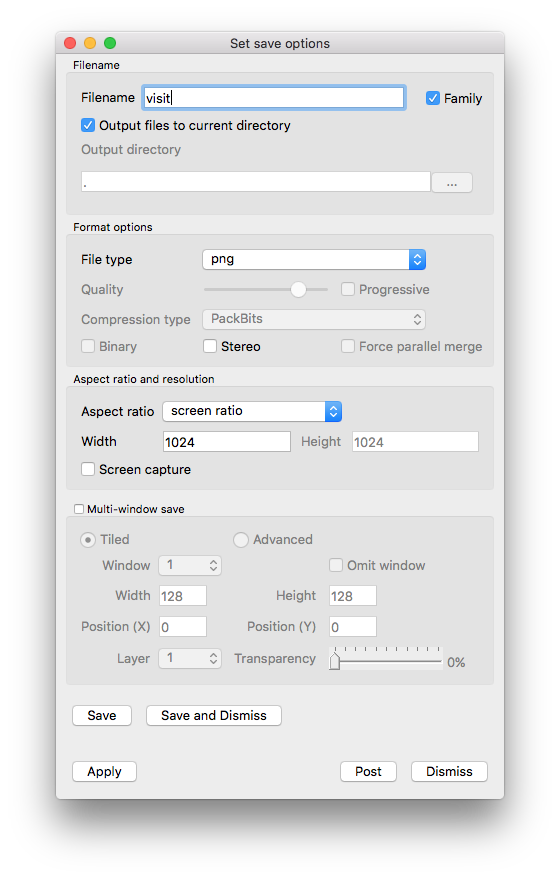 Set save options
Filename
Filename visit Family
Output files to current directory
Output directory
. ...
Format options
File type png
Quality Progressive
Compression type PackBits
Binary Stereo Force parallel merge
Aspect ratio and resolution
Aspect ratio screen ratio
Width 1024 Height 1024
Screen capture
Multi-window save
Tiled Advanced
Window 1 Omit window
Width 128 Height 128
Position (X) 0 Position (Y) 0
Layer 1 Transparency 0%
Save Save and Dismiss
Apply Post Dismiss